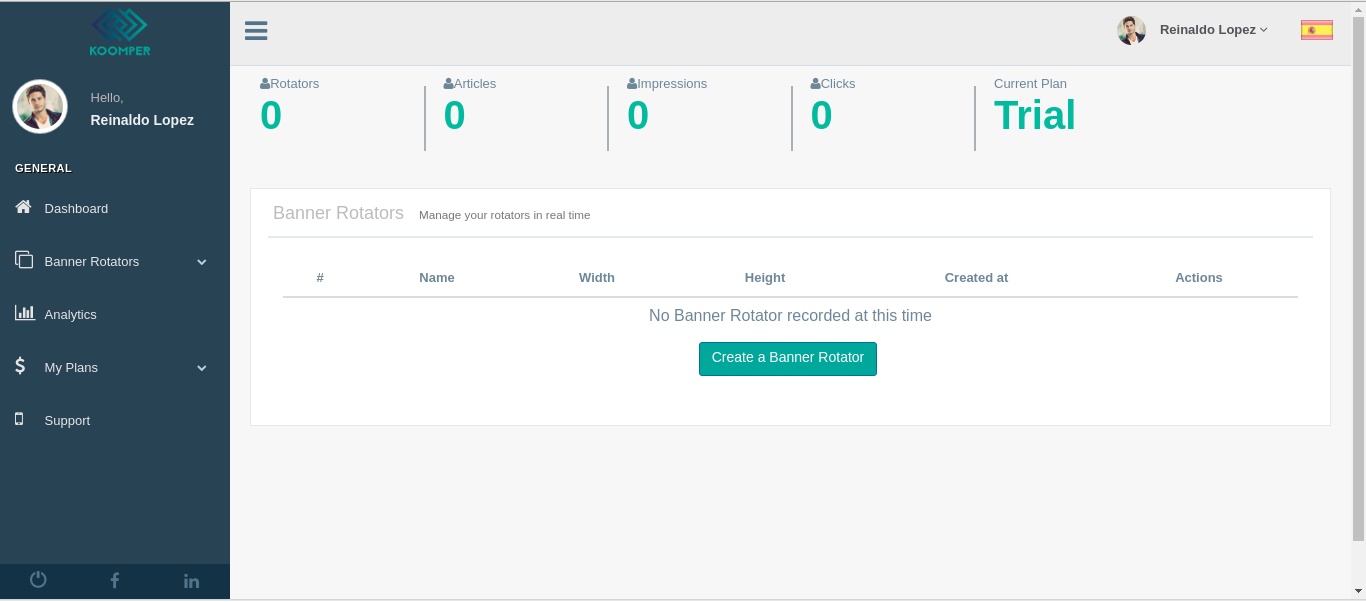 KOOMPER
Hello,
Reinaldo Lopez
GENERAL
Dashboard
Banner Rotators
Analytics
My Plans
Support
Reinaldo Lopez
Rotators
0
Articles
0
Impressions
0
Clicks
0
Current Plan
Trial
Banner Rotators Manage your rotators in real time
# Name Width Height Created at Actions
No Banner Rotator recorded at this time
Create a Banner Rotator